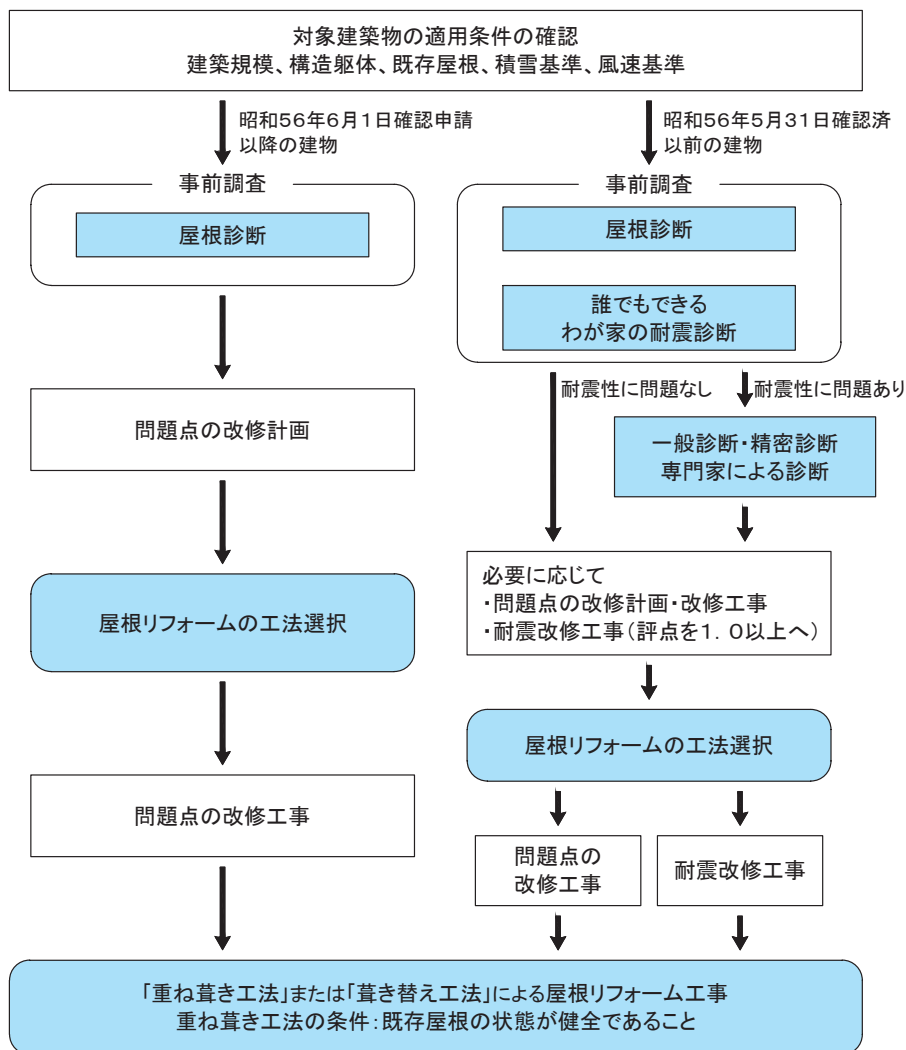 対象建築物の適用条件の確認
建築規模、構造躯体、既存屋根、積雪基準、風速基準
昭和56年6月1日確認申請
以降の建物
昭和56年5月31日確認済
以前の建物
事前調査
屋根診断
事前調査
屋根診断
誰でもできる
わが家の耐震診断
耐震性に問題なし
耐震性に問題あり
問題点の改修計画
一般診断・精密診断
専門家による診断
必要に応じて
・問題点の改修計画・改修工事
・耐震改修工事(評点を1.0以上へ)
屋根リフォームの工法選択
屋根リフォームの工法選択
問題点の改修工事
問題点の
改修工事
耐震改修工事
「重ね葺き工法」または「葺き替え工法」による屋根リフォーム工事
重ね葺き工法の条件:既存屋根の状態が健全であること